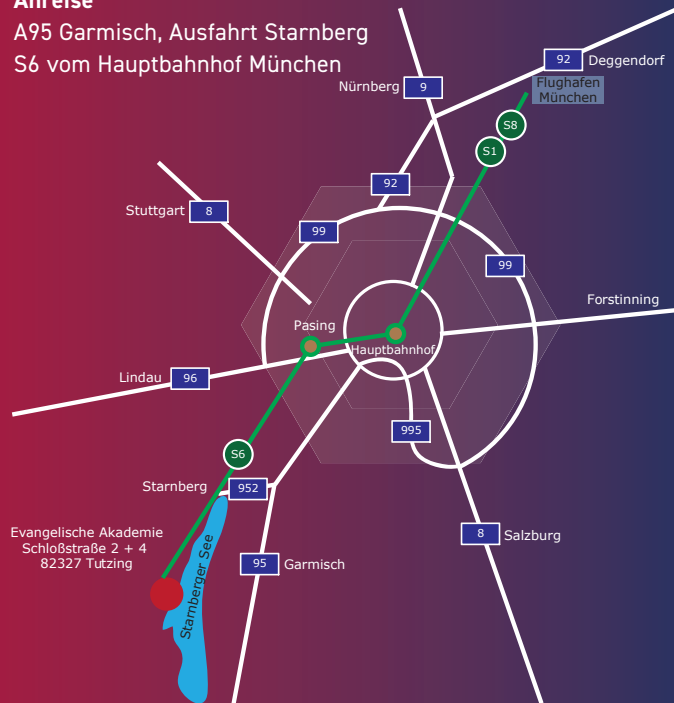 Anreise
A95 Garmisch, Ausfahrt Starnberg
S6 vom Hauptbahnhof München
92
Deggendorf
Nürnberg
9
Flughafen
München
S8
S1
92
Stuttgart
8
99
99
Forstinning
Pasing
Hauptbahnhof
Lindau
96
995
S6
Starnberg
952
Evangelische Akademie
Schloßstraße 2 + 4
82327 Tutzing
Starnberger See
95
Garmisch
8
Salzburg